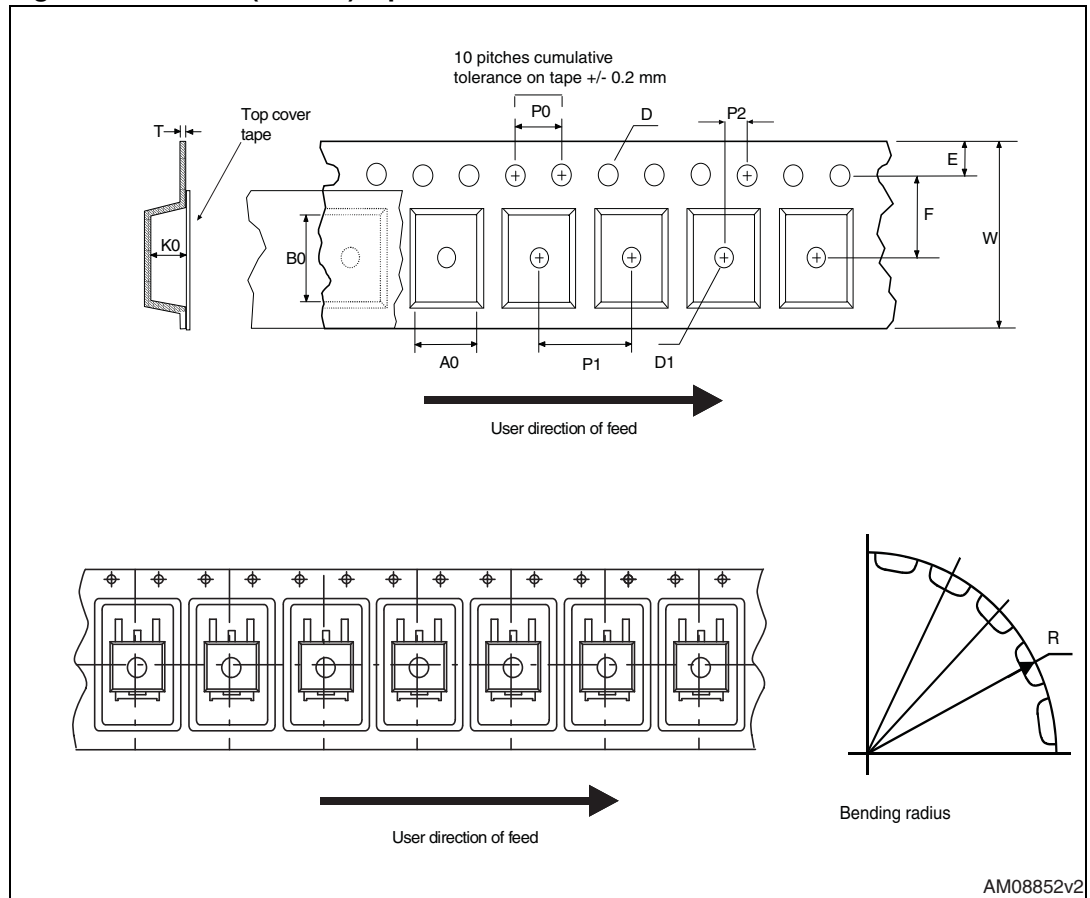 10 pitches cumulative
tolerance on tape +/- 0.2 mm
P0
D
P2
T
Top cover
tape
E
F
W
K0
B0
A0
P1
D1
User direction of feed
R
Bending radius
User direction of feed
AM08852v2